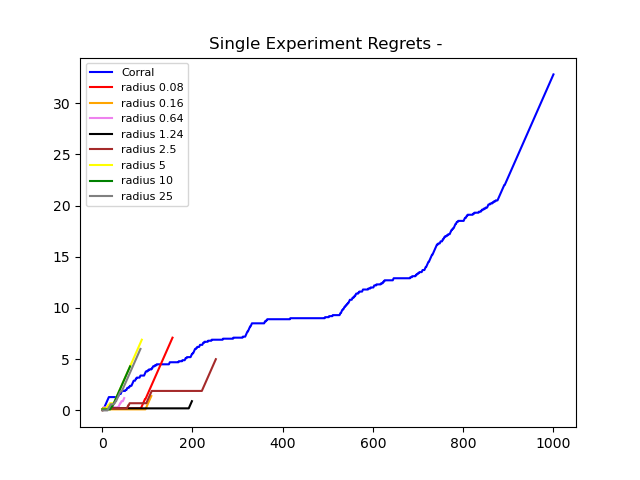 Single Experiment Regrets -
Corral
radius 0.08
radius 0.16
radius 0.64
radius 1.24
radius 2.5
radius 5
radius 10
radius 25
30
25
20
15
10
5
0
0 200 400 600 800 1000